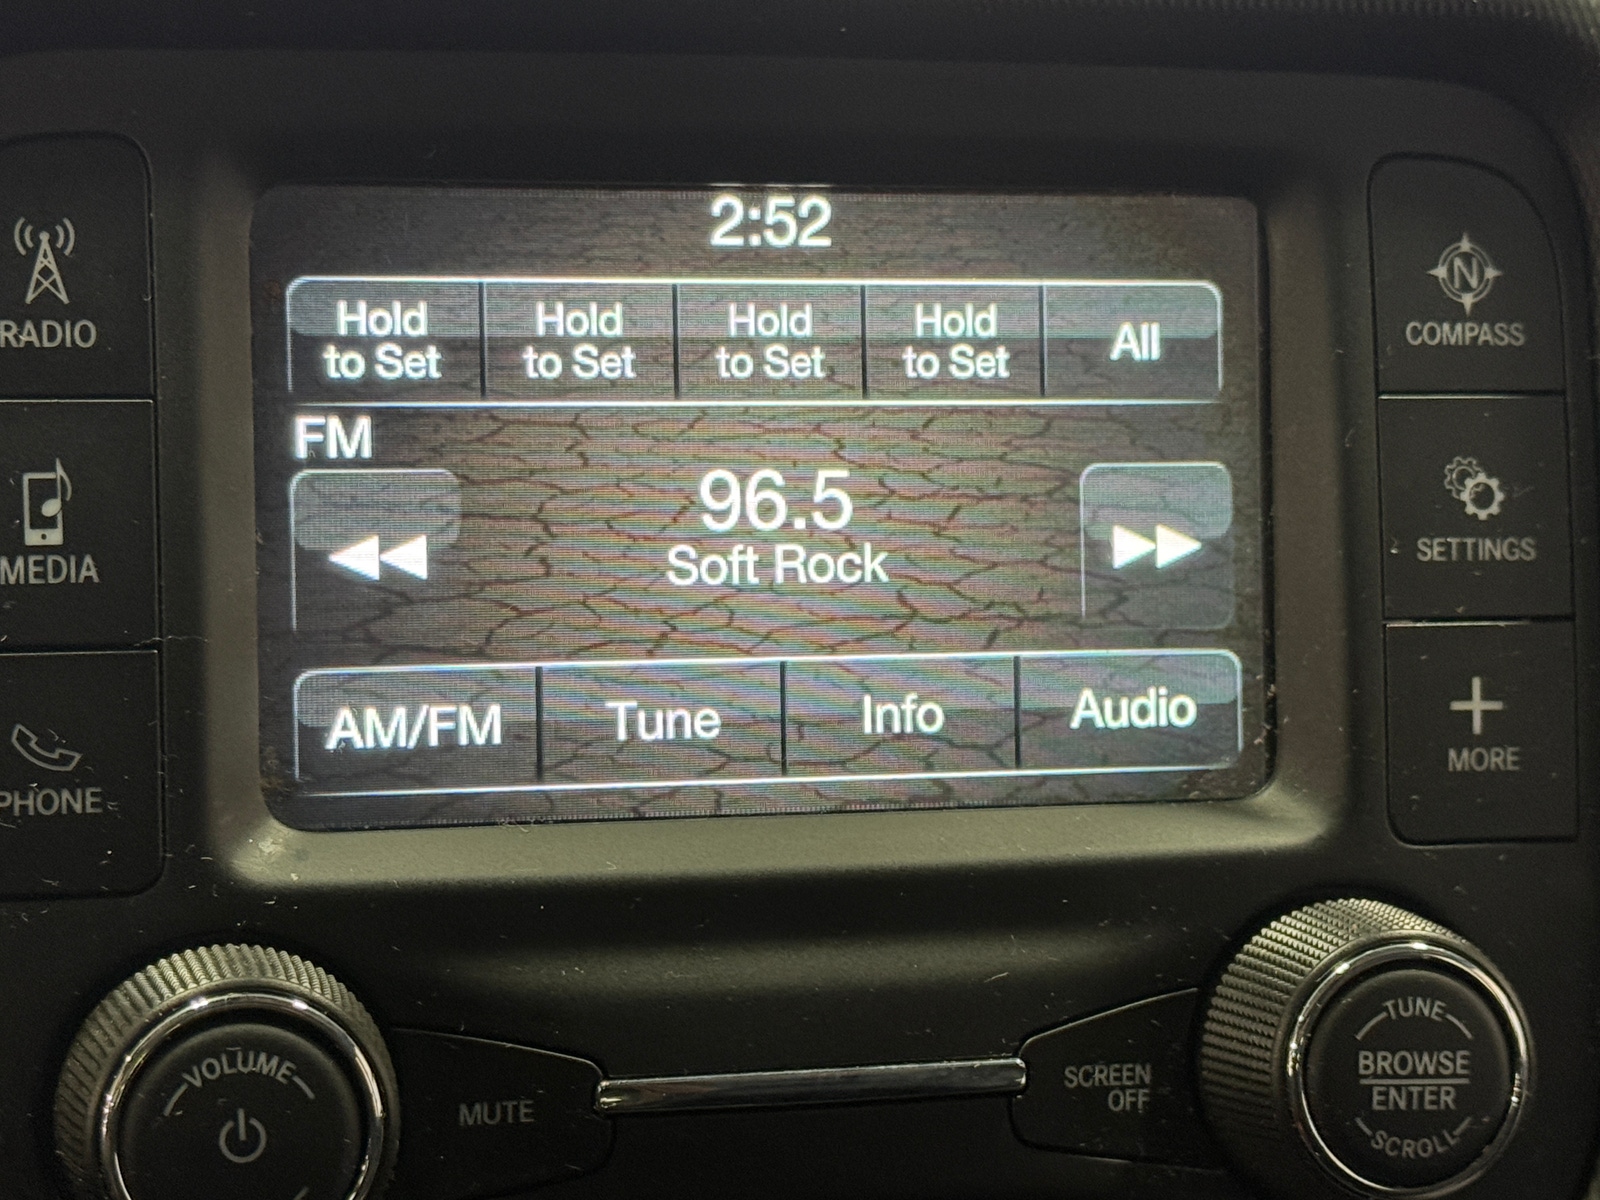 2:52
Hold
to Set
Hold
to Set
Hold
to Set
Hold
to Set
All
FM
96.5
Soft Rock
AM/FM
Tune
Info
Audio
RADIO
MEDIA
PHONE
N
COMPASS
SETTINGS
MORE
VOLUME
MUTE
SCREEN
OFF
TUNE
BROWSE
ENTER
SCROLL